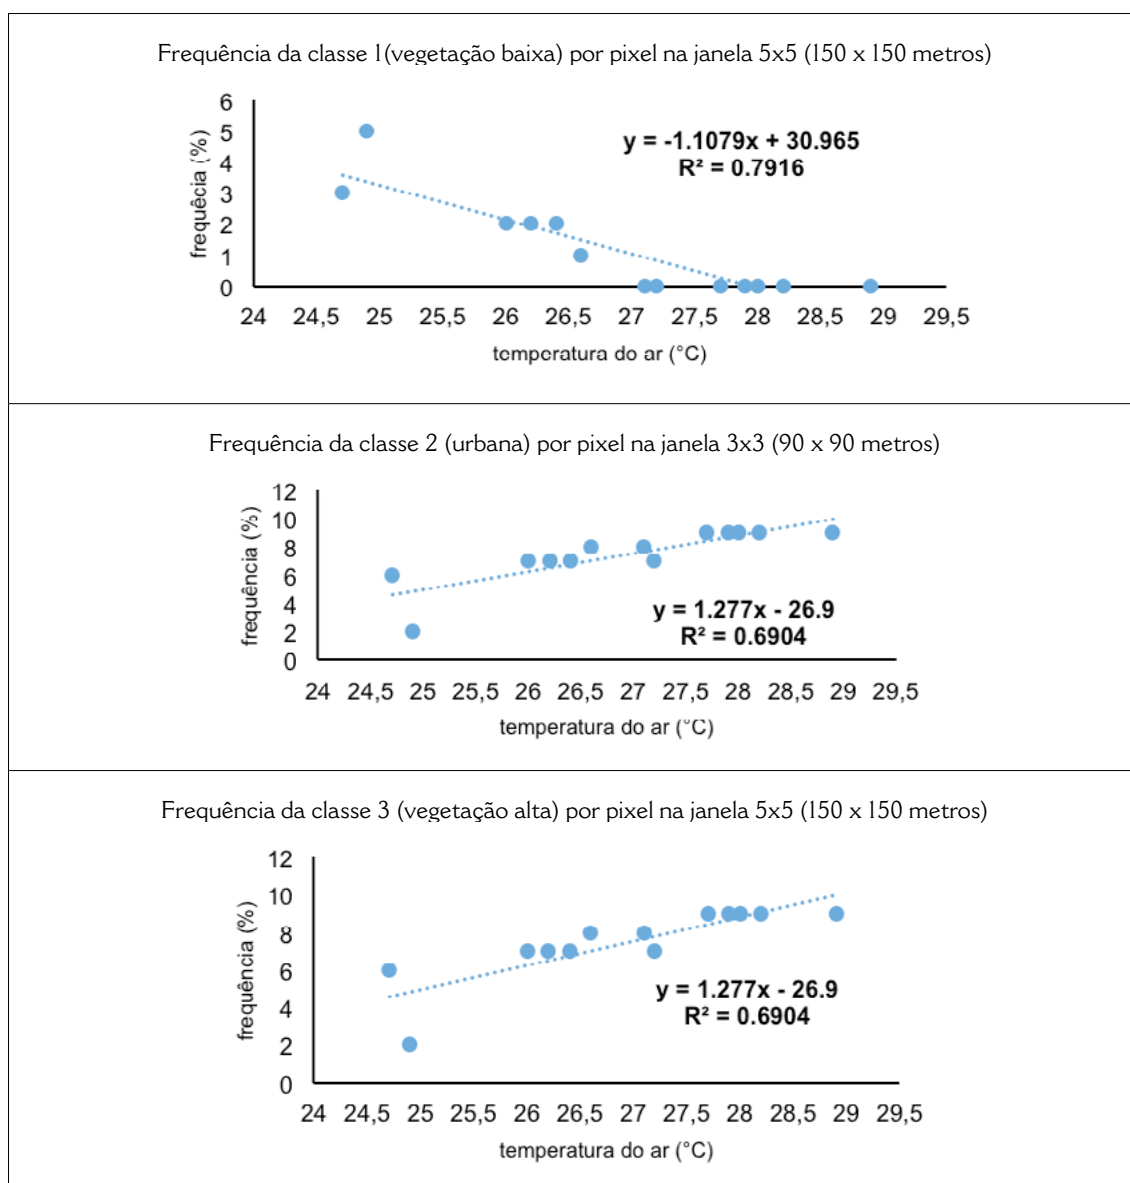 Frequência da classe 1(vegetação baixa) por pixel na janela 5x5 (150 x 150 metros)
6
5
4
3
2
1
0
frequêcia (%)
y = -1.1079x + 30.965
R² = 0.7916
24 24,5 25 25,5 26 26,5 27 27,5 28 28,5 29 29,5
temperatura do ar (°C)
Frequência da classe 2 (urbana) por pixel na janela 3x3 (90 x 90 metros)
12
10
8
6
4
2
0
frequência (%)
y = 1.277x - 26.9
R² = 0.6904
24 24,5 25 25,5 26 26,5 27 27,5 28 28,5 29 29,5
temperatura do ar (°C)
Frequência da classe 3 (vegetação alta) por pixel na janela 5x5 (150 x 150 metros)
12
10
8
6
4
2
0
frequência (%)
y = 1.277x - 26.9
R² = 0.6904
24 24,5 25 25,5 26 26,5 27 27,5 28 28,5 29 29,5
temperatura do ar (°C)